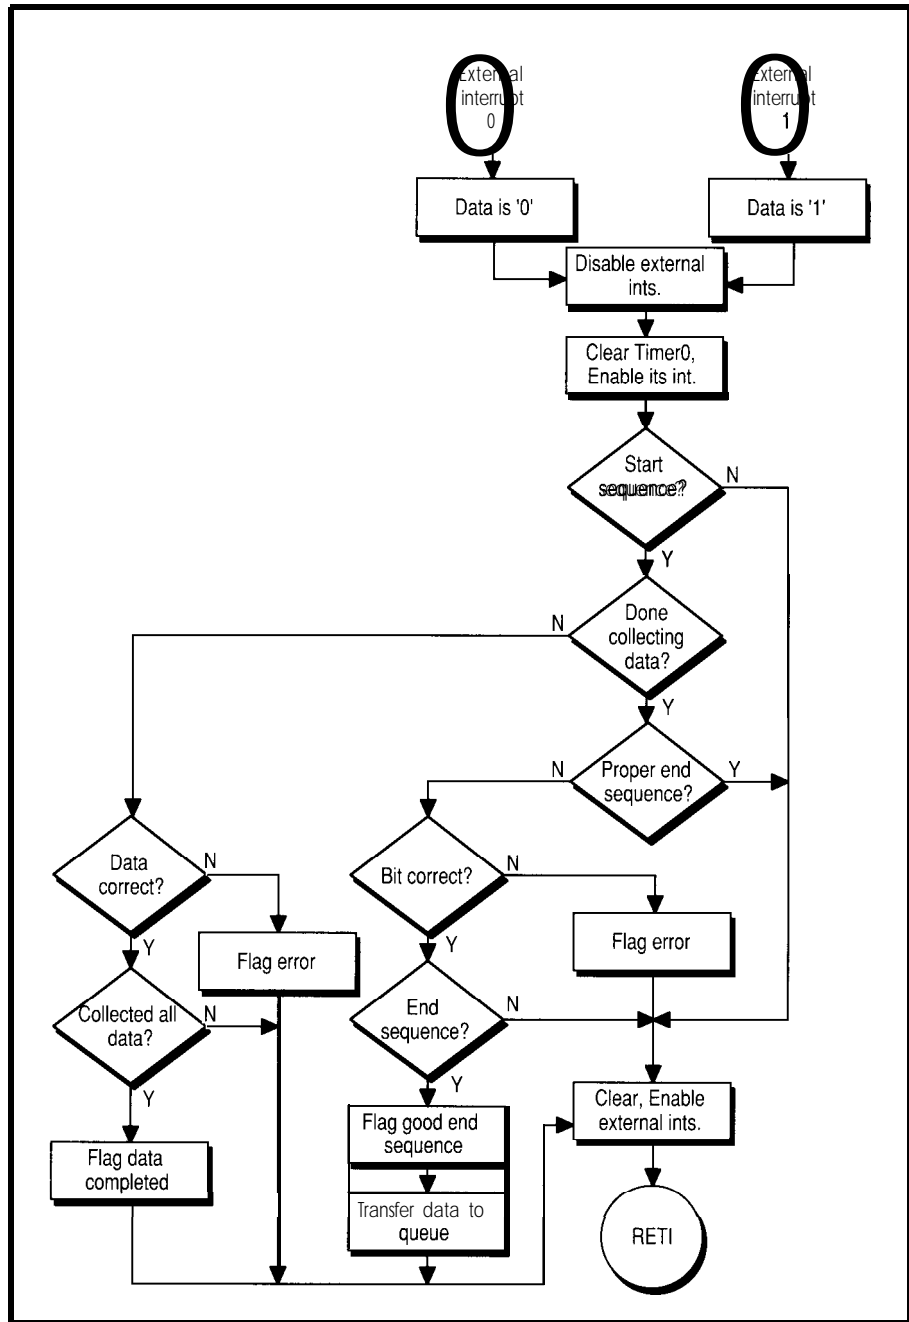 External
interrupt
0
External
interrupt
1
Data is '0'
Data is '1'
Disable external
ints.
Clear Timer0,
Enable its int.
Start
sequence?
N
Y
Done
collecting
data?
N
Y
Proper end
sequence?
N
Y
Data
correct?
N
Y
Bit correct?
N
Y
Flag error
Flag error
Collected all
data?
N
Y
End
sequence?
N
Y
Flag data
completed
Flag good end
sequence
Transfer data to
queue
Clear, Enable
external ints.
RETI